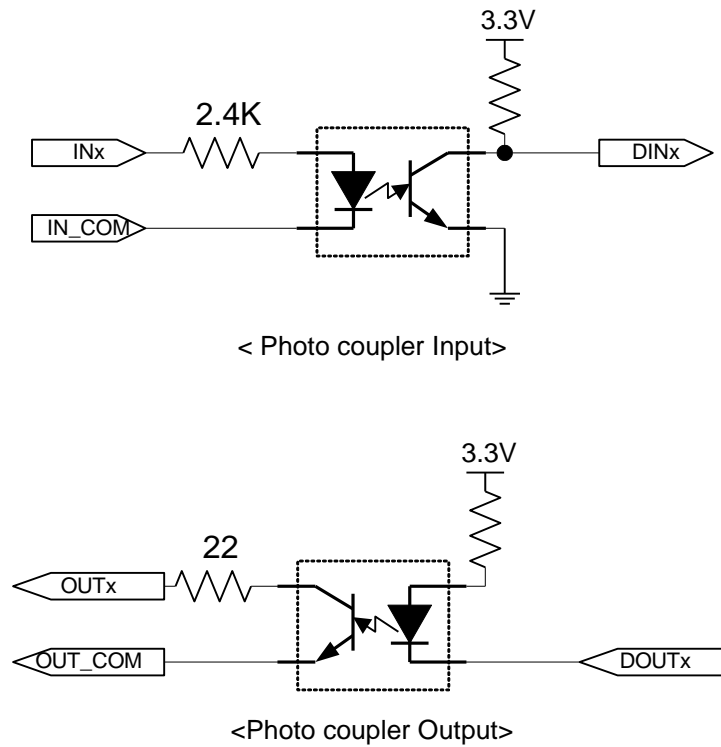 3.3V
2.4K
INx
DINx
IN_COM
< Photo coupler Input>
3.3V
22
OUTx
OUT_COM
DOUTx
<Photo coupler Output>